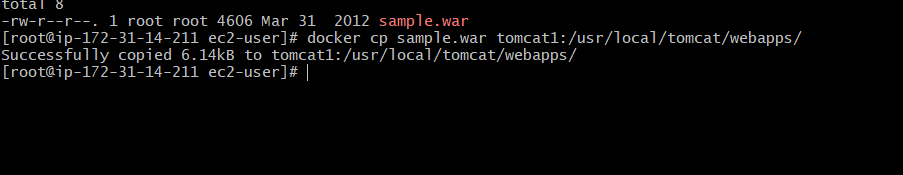 total 8
-rw-r--r--. 1 root root 4606 Mar 31  2012 sample.war
[root@ip-172-31-14-211 ec2-user]# docker cp sample.war tomcat1:/usr/local/tomcat/webapps/
Successfully copied 6.14kB to tomcat1:/usr/local/tomcat/webapps/
[root@ip-172-31-14-211 ec2-user]#